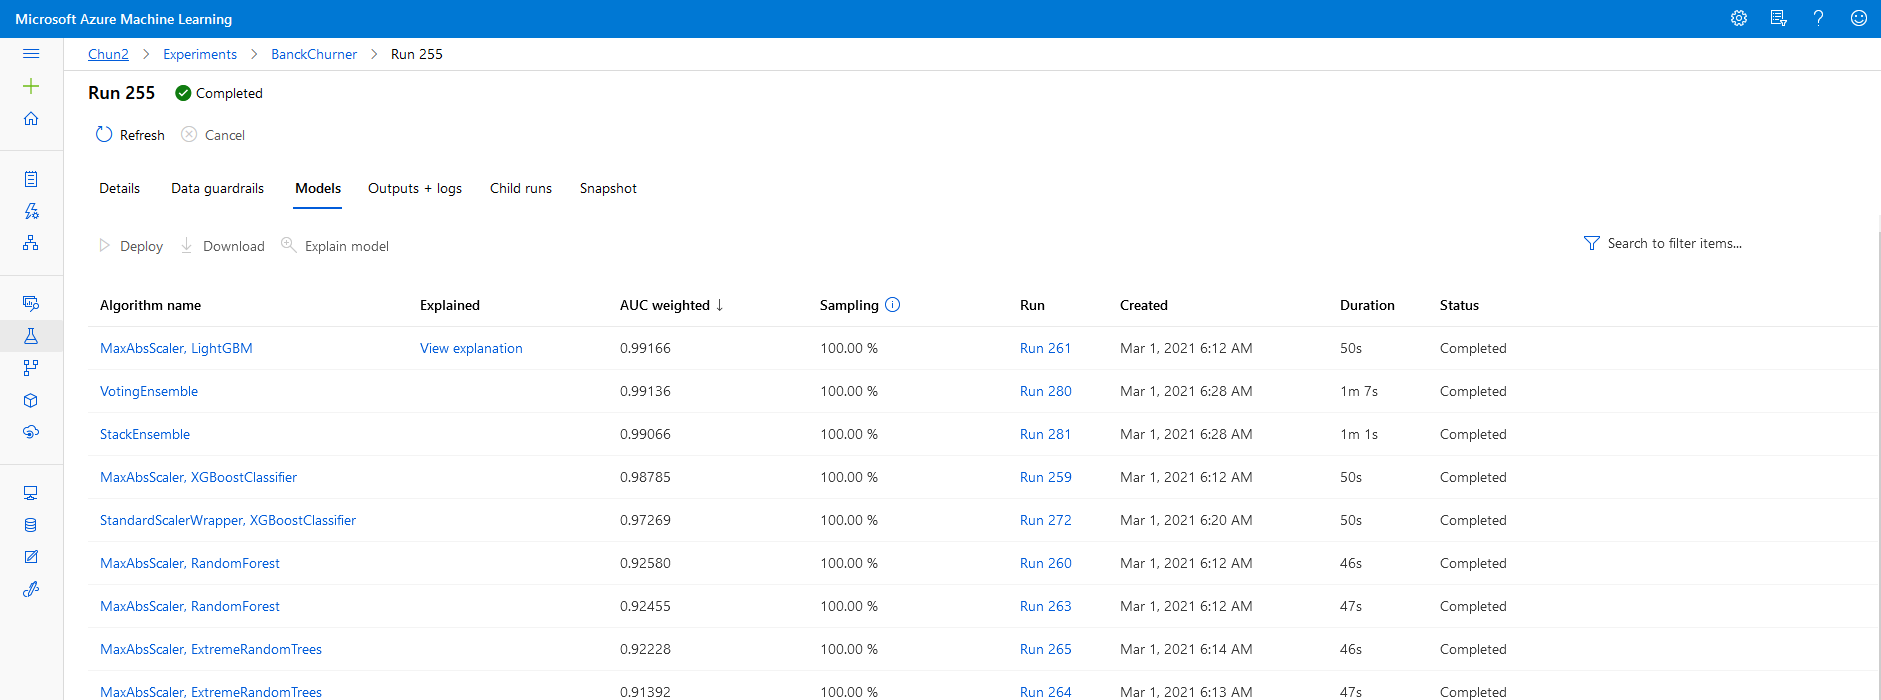 Microsoft Azure Machine Learning
Chun2 > Experiments > BanckChurner > Run 255
Run 255 Completed
Refresh Cancel
Details Data guardrails Models Outputs + logs Child runs Snapshot
Deploy Download Explain model Search to filter items...
Algorithm name Explained AUC weighted ↓ Sampling Run Created Duration Status
MaxAbsScaler, LightGBM View explanation 0.99166 100.00 % Run 261 Mar 1, 2021 6:12 AM 50s Completed
VotingEnsemble 0.99136 100.00 % Run 280 Mar 1, 2021 6:28 AM 1m 7s Completed
StackEnsemble 0.99066 100.00 % Run 281 Mar 1, 2021 6:28 AM 1m 1s Completed
MaxAbsScaler, XGBoostClassifier 0.98785 100.00 % Run 259 Mar 1, 2021 6:12 AM 50s Completed
StandardScalerWrapper, XGBoostClassifier 0.97269 100.00 % Run 272 Mar 1, 2021 6:20 AM 50s Completed
MaxAbsScaler, RandomForest 0.92580 100.00 % Run 260 Mar 1, 2021 6:12 AM 46s Completed
MaxAbsScaler, RandomForest 0.92455 100.00 % Run 263 Mar 1, 2021 6:12 AM 47s Completed
MaxAbsScaler, ExtremeRandomTrees 0.92228 100.00 % Run 265 Mar 1, 2021 6:14 AM 46s Completed
MaxAbsScaler, ExtremeRandomTrees 0.91392 100.00 % Run 264 Mar 1, 2021 6:13 AM 47s Completed